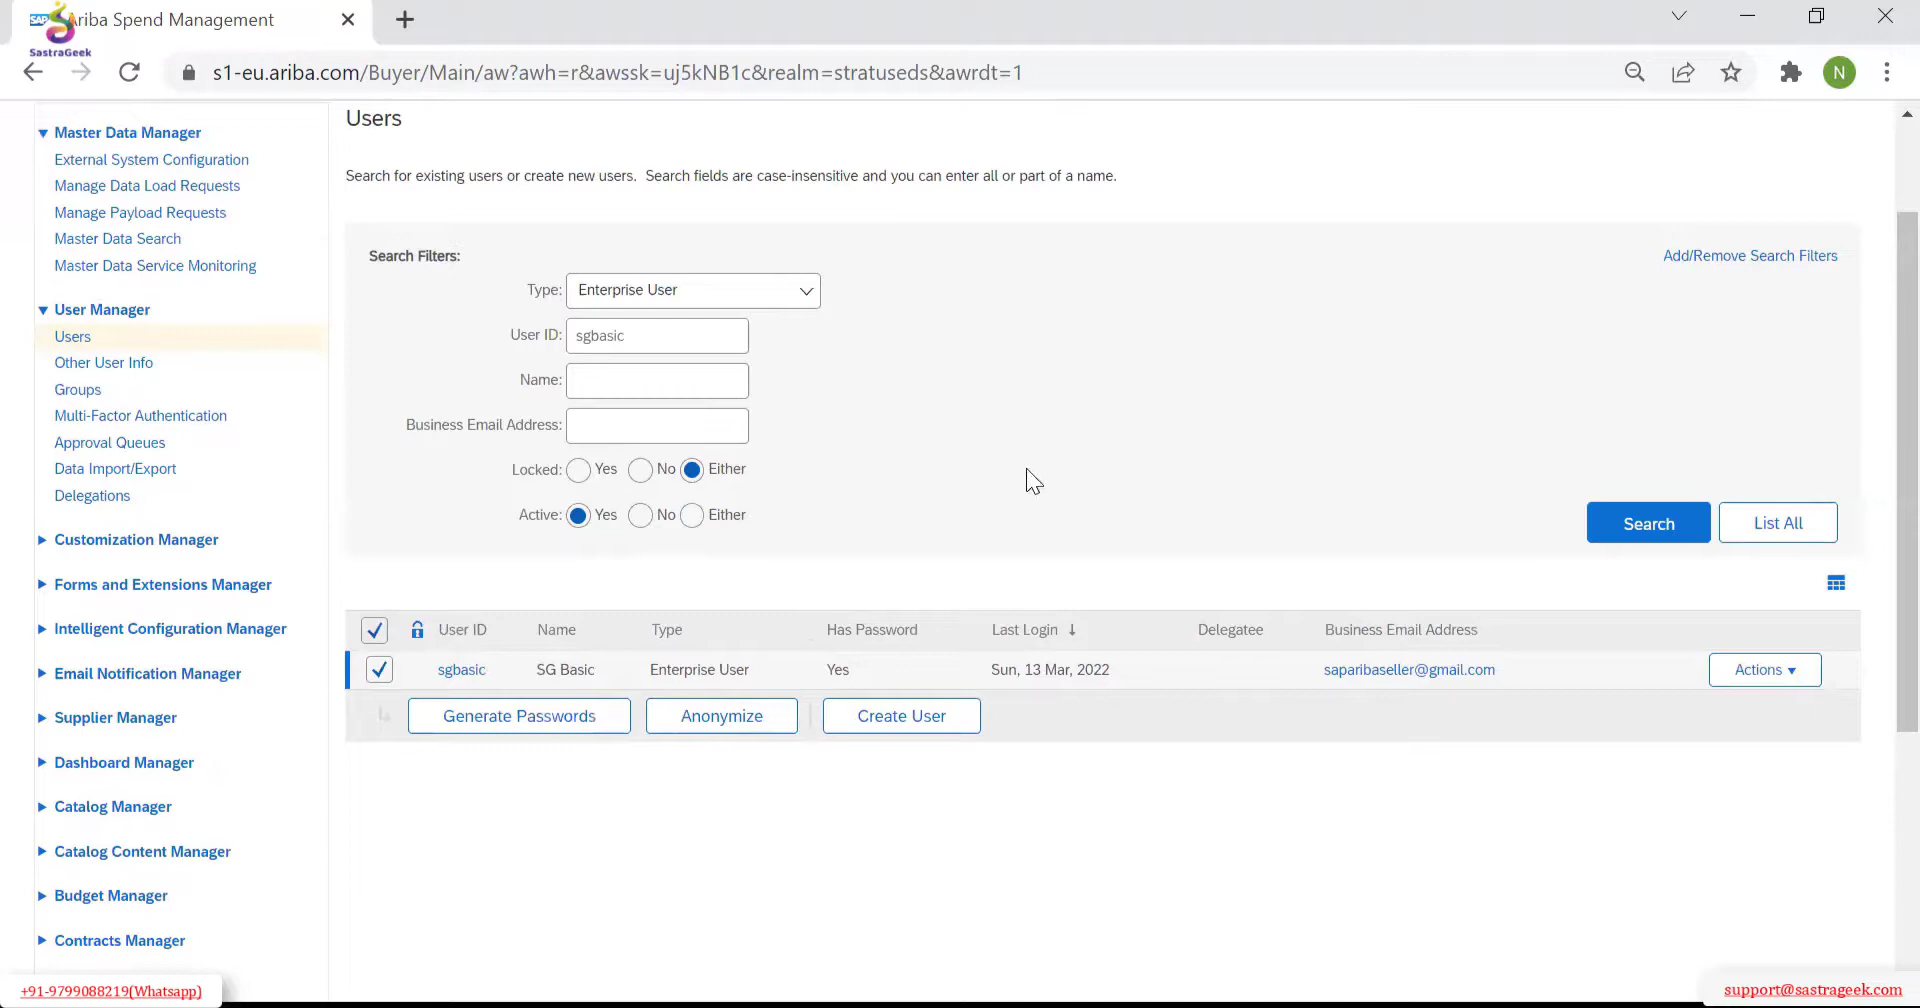 Ariba Spend Management
SAP
SastraGeek
s1-eu.ariba.com/Buyer/Main/aw?awh=r&awssk=uj5kNB1c&realm=stratuseds&awrdt=1
N
Master Data Manager
External System Configuration
Manage Data Load Requests
Manage Payload Requests
Master Data Search
Master Data Service Monitoring
User Manager
Users
Other User Info
Groups
Multi-Factor Authentication
Approval Queues
Data Import/Export
Delegations
Customization Manager
Forms and Extensions Manager
Intelligent Configuration Manager
Email Notification Manager
Supplier Manager
Dashboard Manager
Catalog Manager
Catalog Content Manager
Budget Manager
Contracts Manager
Users
Search for existing users or create new users. Search fields are case-insensitive and you can enter all or part of a name.
Search Filters: Add/Remove Search Filters
Type: Enterprise User
User ID: sgbasic
Name:
Business Email Address:
Locked: Yes No Either
Active: Yes No Either
Search List All
User ID Name Type Has Password Last Login ↓ Delegatee Business Email Address
sgbasic SG Basic Enterprise User Yes Sun, 13 Mar, 2022 saparibaseller@gmail.com Actions
Generate Passwords Anonymize Create User
+91-9799088219(Whatsapp)
support@sastrageek.com